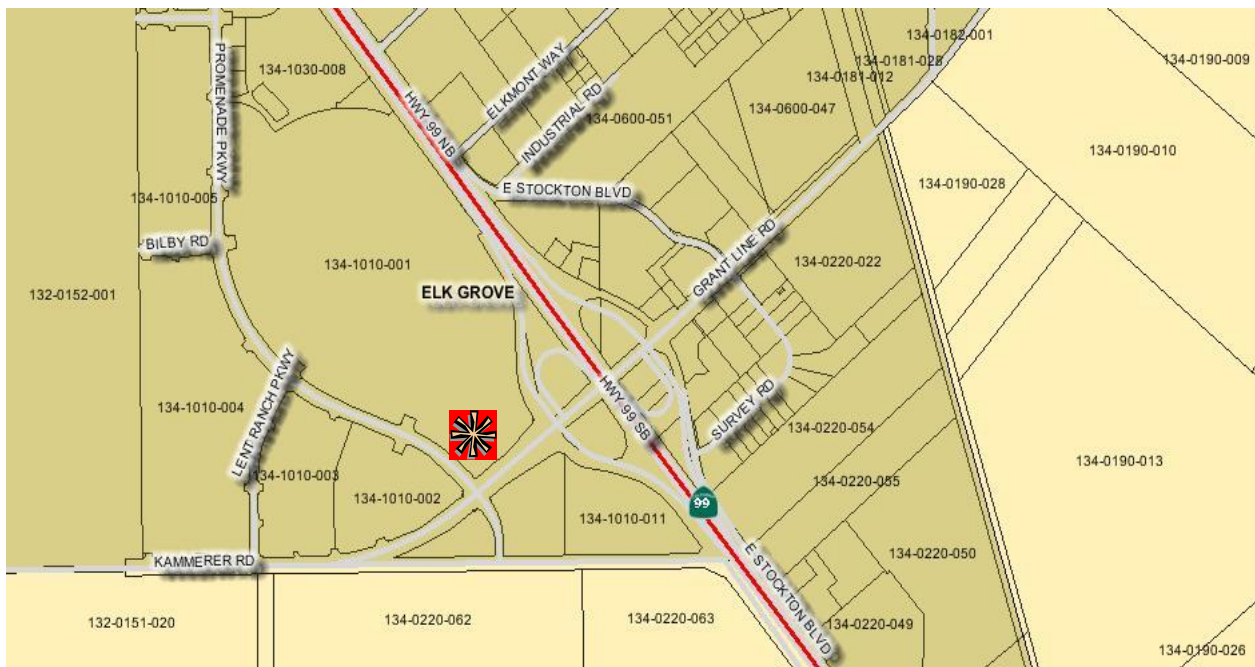 134-0182-001
134-0181-028
134-0181-012
134-0190-009
134-1030-008
PROMENADE PKWY
HWY 99 NB
ELKMONT WAY
INDUSTRIAL RD
134-0600-051
134-0600-047
134-0190-010
134-0190-028
134-1010-005
E STOCKTON BLVD
BILBY RD
GRANT LINE RD
134-0220-022
134-1010-001
132-0152-001
ELK GROVE
LENT RANCH PKWY
134-1010-004
HWY 99 SB
SURVEY RD
134-0220-054
134-0190-013
134-1010-003
134-1010-002
134-0220-055
99
134-1010-011
134-0220-050
KAMMERER RD
E STOCKTON BLVD
132-0151-020
134-0220-062
134-0220-063
134-0220-049
134-0190-026